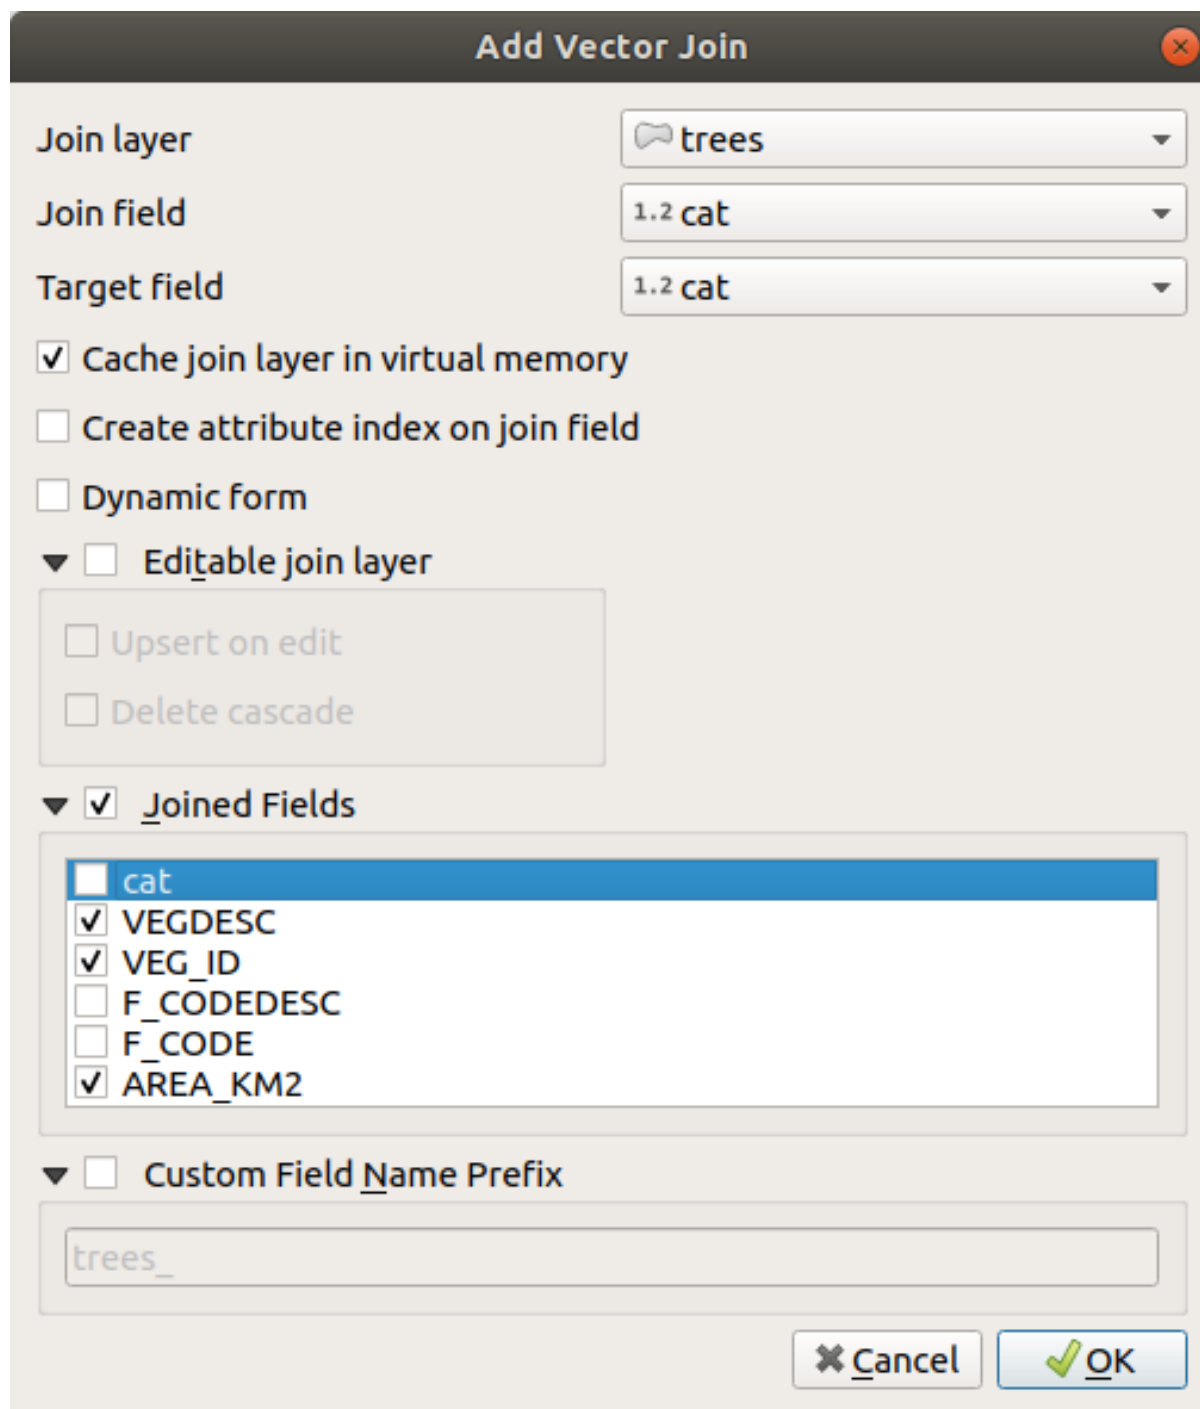 Add Vector Join
Join layer trees
Join field 1.2 cat
Target field 1.2 cat
Cache join layer in virtual memory
Create attribute index on join field
Dynamic form
Editable join layer
Upsert on edit
Delete cascade
Joined Fields
cat
VEGDESC
VEG_ID
F_CODEDESC
F_CODE
AREA_KM2
Custom Field Name Prefix
trees_
Cancel OK